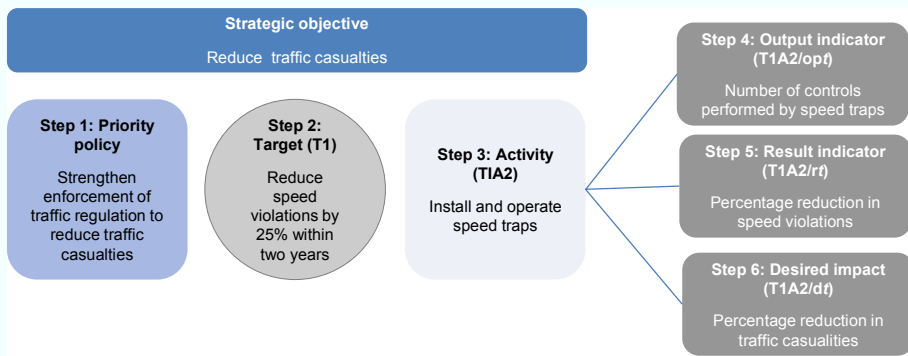 Strategic objective
Reduce traffic casualties
Step 1: Priority
policy
Strengthen
enforcement of
traffic regulation to
reduce traffic
casualties
Step 2:
Target (T1)
Reduce
speed
violations by
25% within
two years
Step 3: Activity
(TIA2)
Install and operate
speed traps
Step 4: Output indicator
(T1A2/opt)
Number of controls
performed by speed traps
Step 5: Result indicator
(T1A2/rt)
Percentage reduction in
speed violations
Step 6: Desired impact
(T1A2/dt)
Percentage reduction in
traffic casualities